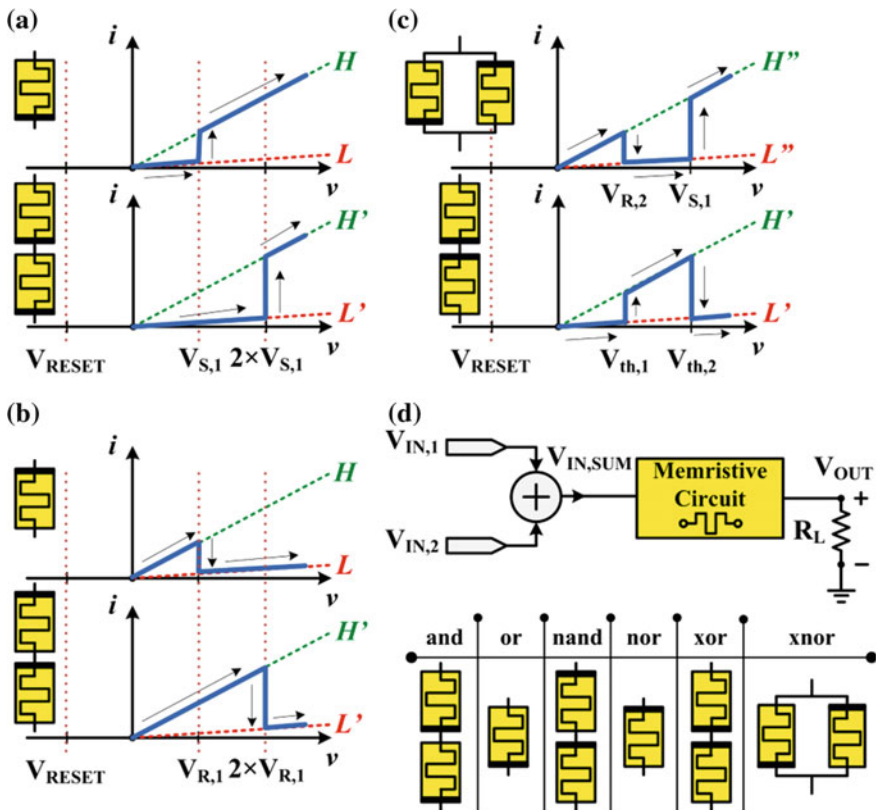 (a)
i
H
L
v
i
H'
L'
V_RESET
V_S,1
2×V_S,1
v
(c)
i
H"
L"
V_R,2
V_S,1
v
i
H'
L'
V_RESET
V_th,1
V_th,2
v
(b)
i
H
L
v
i
H'
L'
V_RESET
V_R,1
2×V_R,1
v
(d)
V_IN,1
V_IN,SUM
Memristive
Circuit
V_OUT
+
+
R_L
V_IN,2
−
and or nand nor xor xnor